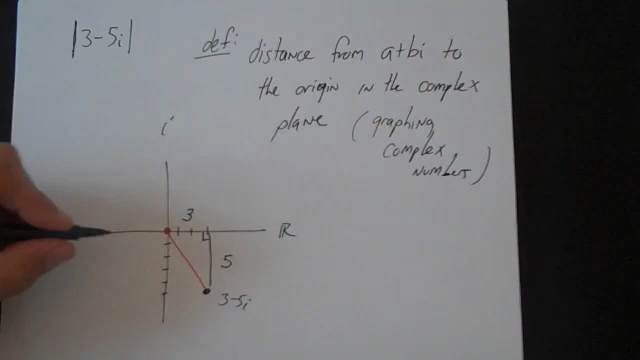 |3-5i|
def: distance from a+bi to
the origin in the complex
plane (graphing
complex
number)
i
3
ℝ
5
3-5i